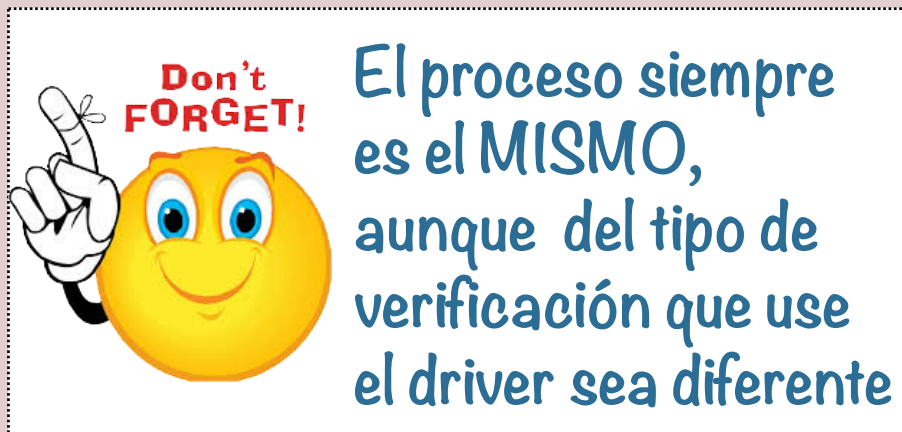 Don't
FORGET!
El proceso siempre
es el MISMO,
aunque del tipo de
verificación que use
el driver sea diferente